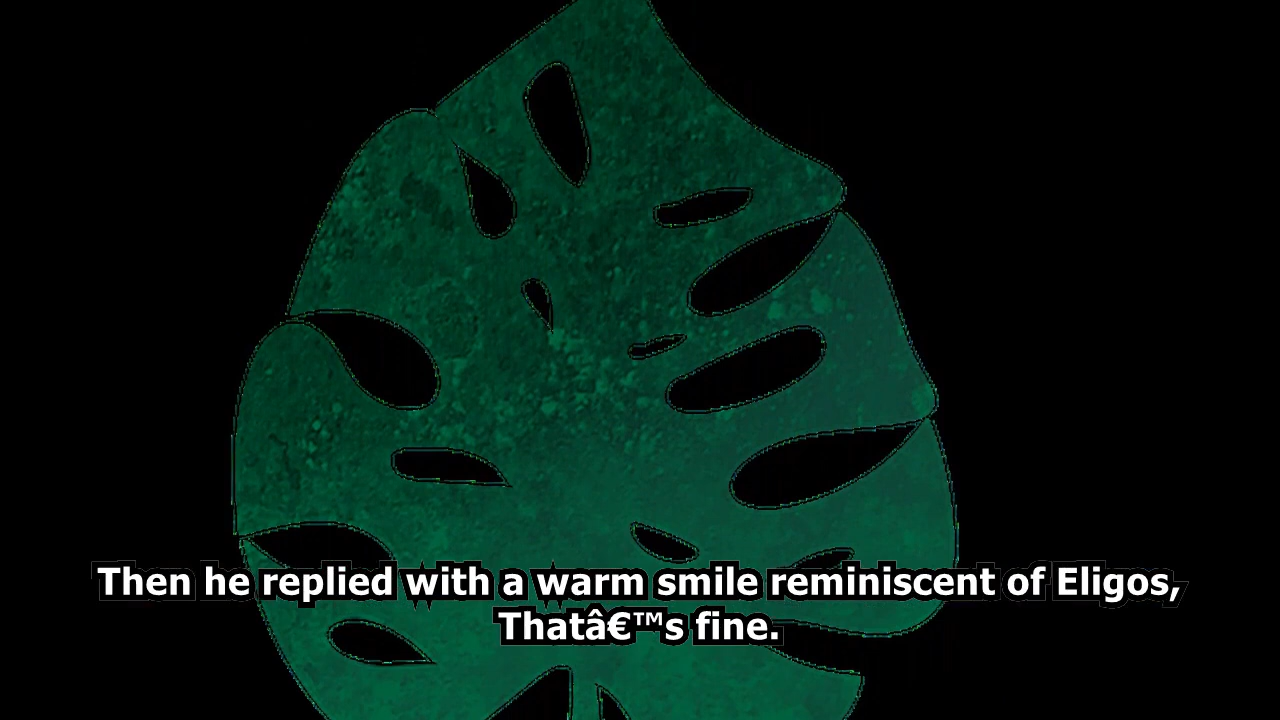 Then he replied with a warm smile reminiscent of Eligos,
Thatâ€™s fine.